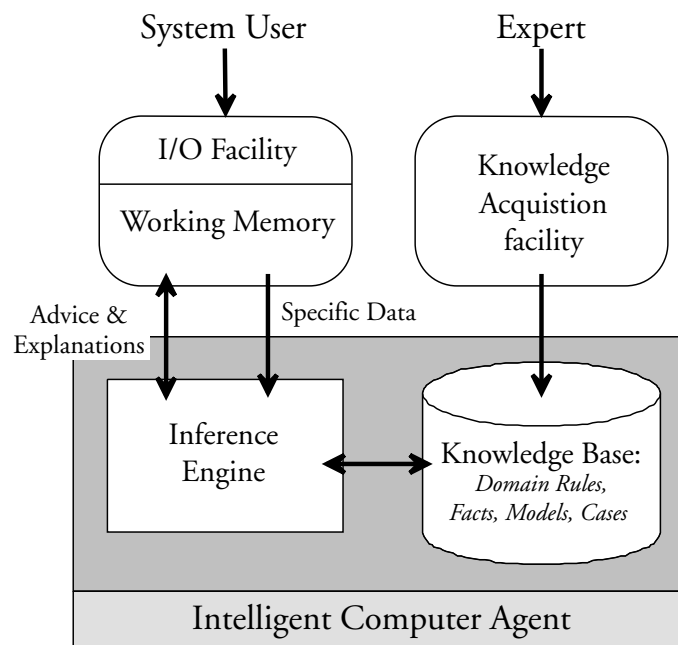 System User
Expert
I/O Facility
Working Memory
Knowledge
Acquistion
facility
Advice &
Explanations
Specific Data
Inference
Engine
Knowledge Base:
Domain Rules,
Facts, Models, Cases
Intelligent Computer Agent